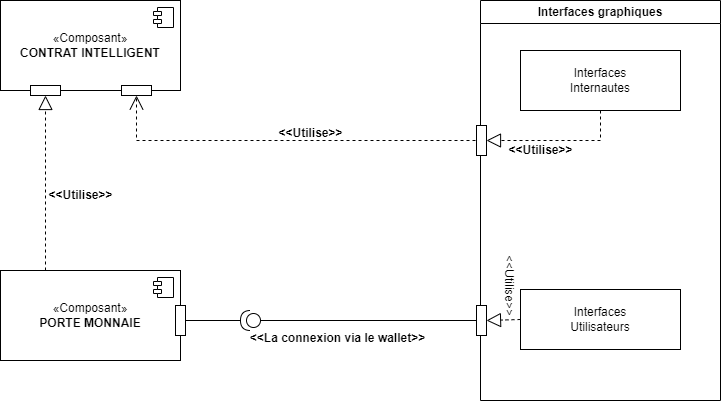 «Composant»
CONTRAT INTELLIGENT
Interfaces graphiques
Interfaces
Internautes
<<Utilise>>
<<Utilise>>
<<Utilise>>
«Composant»
PORTE MONNAIE
<<La connexion via le wallet>>
<<Utilise>>
Interfaces
Utilisateurs